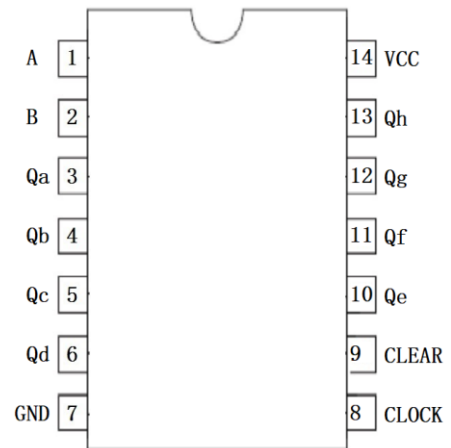 A 1 14 VCC
B 2 13 Qh
Qa 3 12 Qg
Qb 4 11 Qf
Qc 5 10 Qe
Qd 6 9 CLEAR
GND 7 8 CLOCK